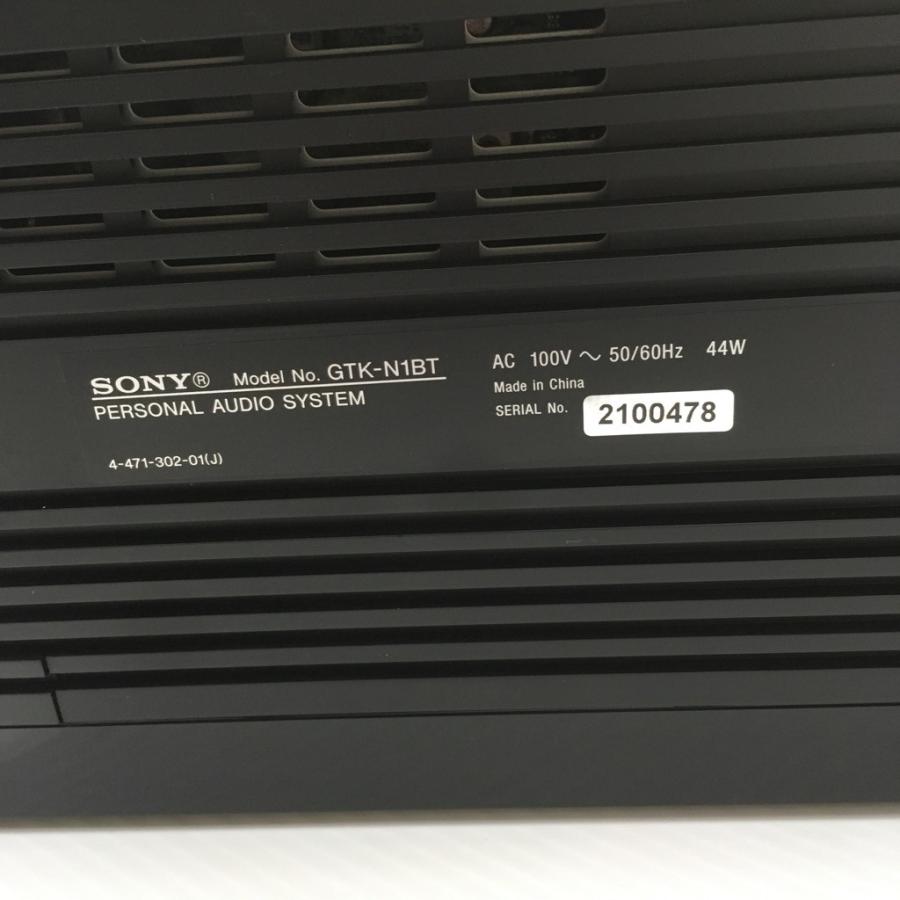 SONY® Model No. GTK-N1BT
PERSONAL AUDIO SYSTEM
4-471-302-01(J)
AC 100V ～ 50/60Hz 44W
Made in China
SERIAL No. 2100478